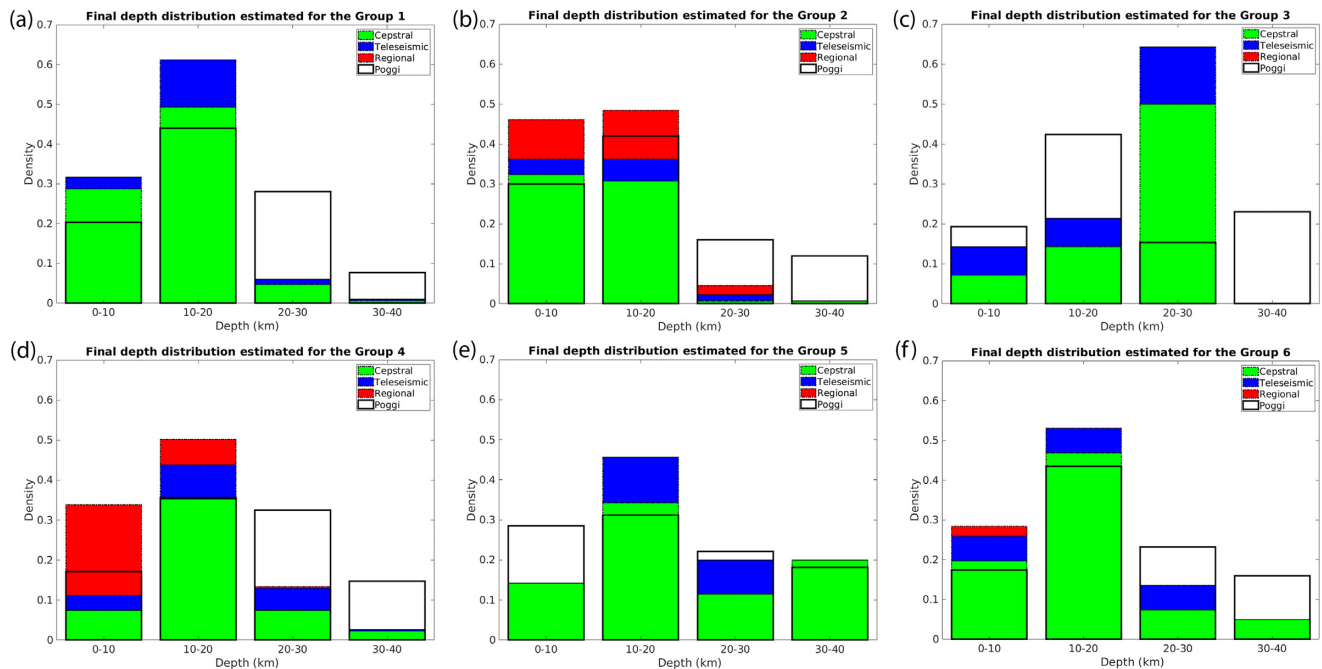 (a)
Final depth distribution estimated for the Group 1
0.7
0.6
0.5
0.4
0.3
0.2
0.1
0
Density
Cepstral
Teleseismic
Regional
Poggi
0-10
10-20
20-30
30-40
Depth (km)
(b)
Final depth distribution estimated for the Group 2
0.7
0.6
0.5
0.4
0.3
0.2
0.1
0
Density
Cepstral
Teleseismic
Regional
Poggi
0-10
10-20
20-30
30-40
Depth (km)
(c)
Final depth distribution estimated for the Group 3
0.7
0.6
0.5
0.4
0.3
0.2
0.1
0
Density
Cepstral
Teleseismic
Regional
Poggi
0-10
10-20
20-30
30-40
Depth (km)
(d)
Final depth distribution estimated for the Group 4
0.7
0.6
0.5
0.4
0.3
0.2
0.1
0
Density
Cepstral
Teleseismic
Regional
Poggi
0-10
10-20
20-30
30-40
Depth (km)
(e)
Final depth distribution estimated for the Group 5
0.7
0.6
0.5
0.4
0.3
0.2
0.1
0
Density
Cepstral
Teleseismic
Regional
Poggi
0-10
10-20
20-30
30-40
Depth (km)
(f)
Final depth distribution estimated for the Group 6
0.7
0.6
0.5
0.4
0.3
0.2
0.1
0
Density
Cepstral
Teleseismic
Regional
Poggi
0-10
10-20
20-30
30-40
Depth (km)